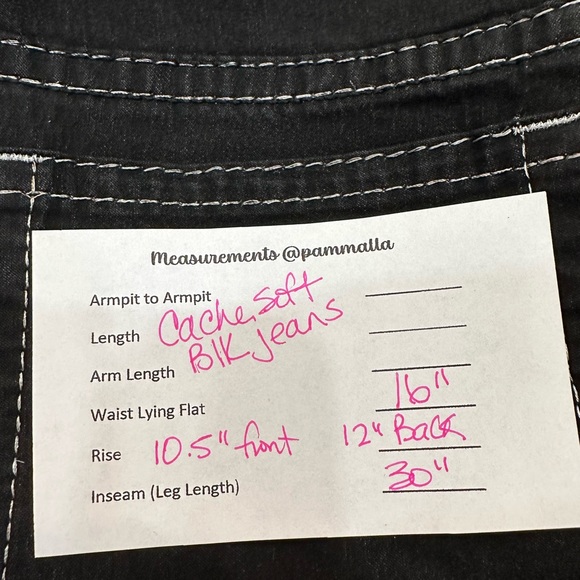 Measurements @pammalla
Armpit to Armpit
Length Cache, Soft
Blk Jeans
Arm Length
Waist Lying Flat 16"
Rise 10.5" front 12" Back
Inseam (Leg Length) 30"